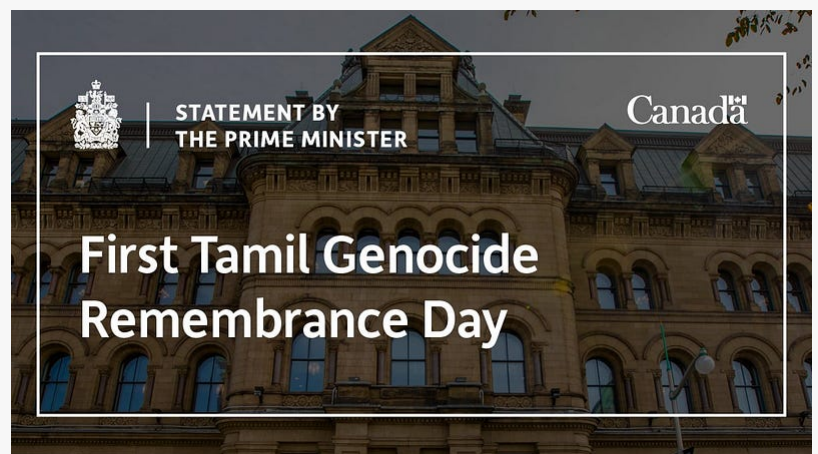 STATEMENT BY
THE PRIME MINISTER
Canada
First Tamil Genocide
Remembrance Day